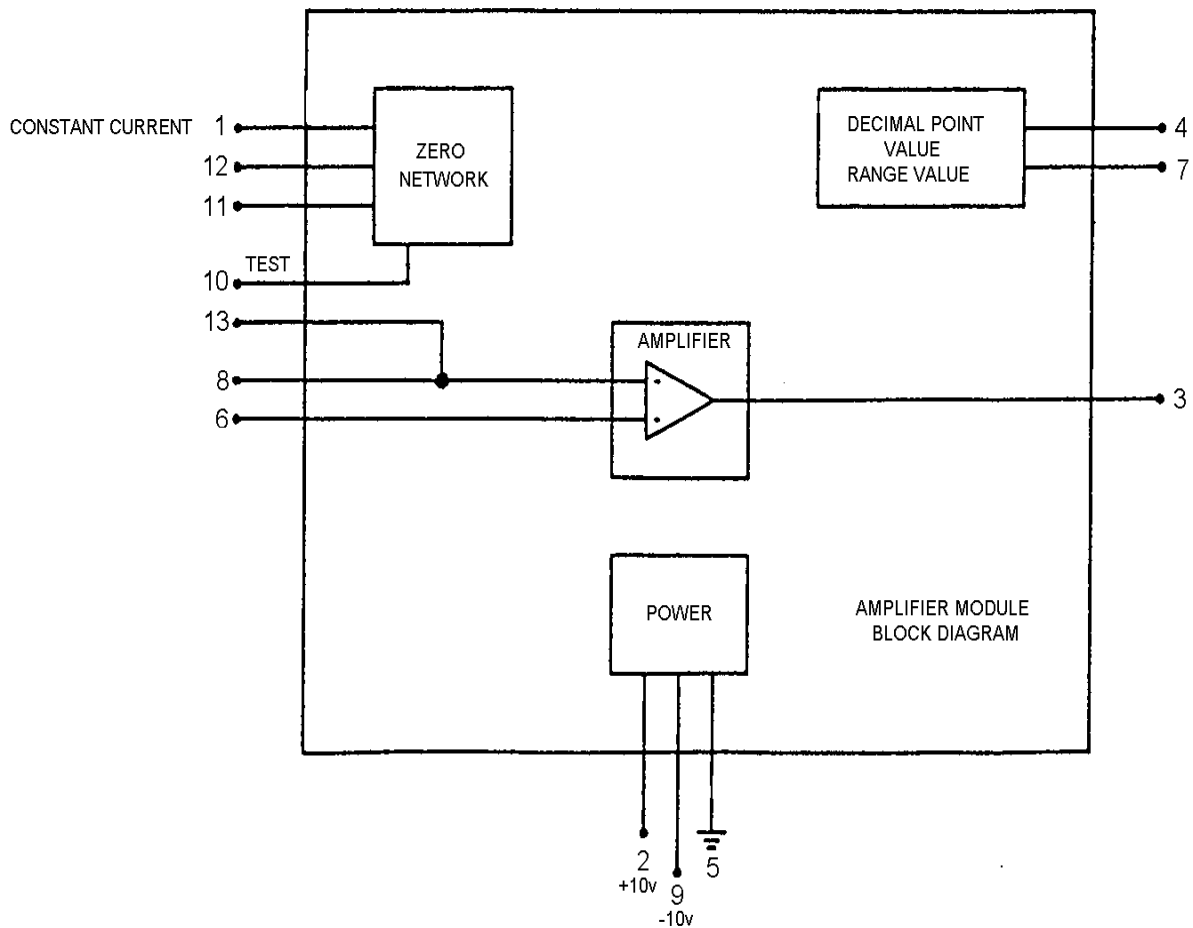 CONSTANT CURRENT 1
12
11
TEST
10
13
8
6
ZERO
NETWORK
DECIMAL POINT
VALUE
RANGE VALUE
4
7
AMPLIFIER
3
POWER
AMPLIFIER MODULE
BLOCK DIAGRAM
2
+10v
9
-10v
5